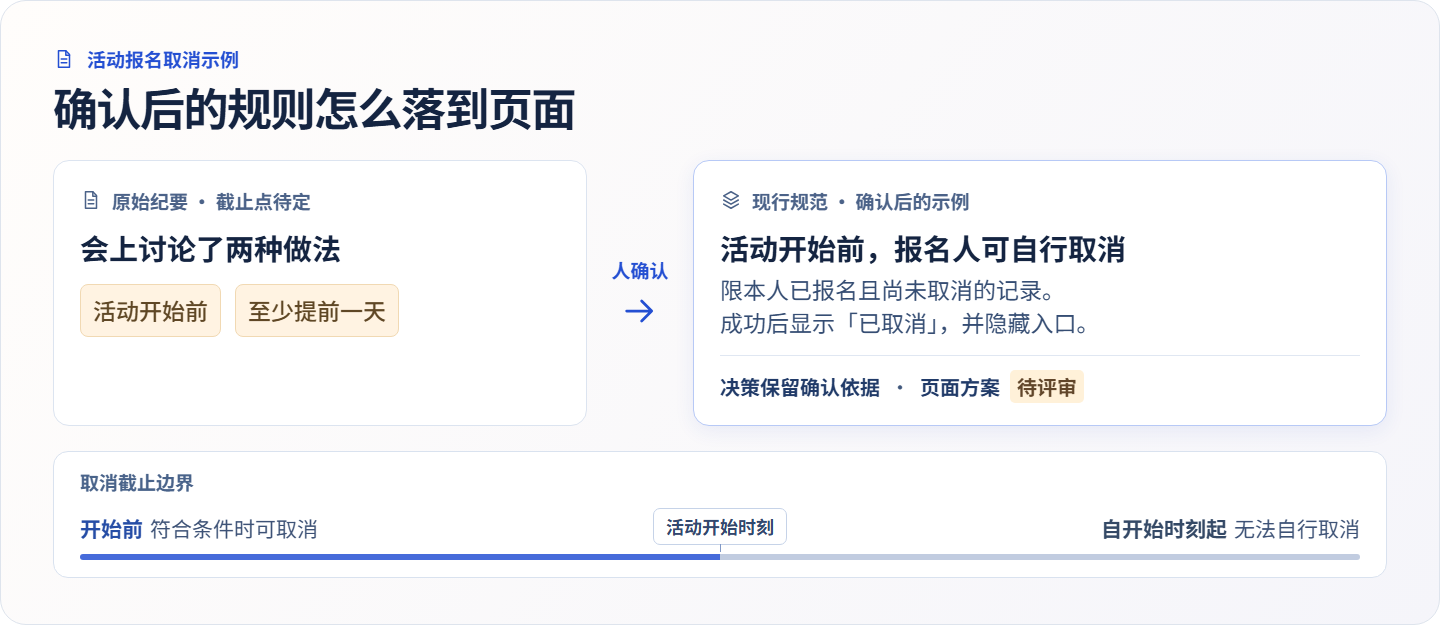 活动报名取消示例
确认后的规则怎么落到页面
原始纪要 • 截止点待定
会上讨论了两种做法
活动开始前 至少提前一天
人确认
现行规范 • 确认后的示例
活动开始前，报名人可自行取消
限本人已报名且尚未取消的记录。
成功后显示「已取消」，并隐藏入口。
决策保留确认依据 • 页面方案 待评审
取消截止边界
开始前 符合条件时可取消
活动开始时刻
自开始时刻起 无法自行取消